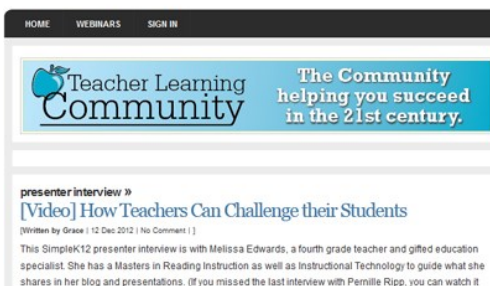 HOME WEBINARS SIGN IN
Teacher Learning
Community
The Community
helping you succeed
in the 21st century.
presenter interview »
[Video] How Teachers Can Challenge their Students
[Written by Grace | 12 Dec 2012 | No Comment | ]
This SimpleK12 presenter interview is with Melissa Edwards, a fourth grade teacher and gifted education
specialist. She has a Masters in Reading Instruction as well as Instructional Technology to guide what she
shares in her blog and presentations. (If you missed the last interview with Pernille Ripp, you can watch it